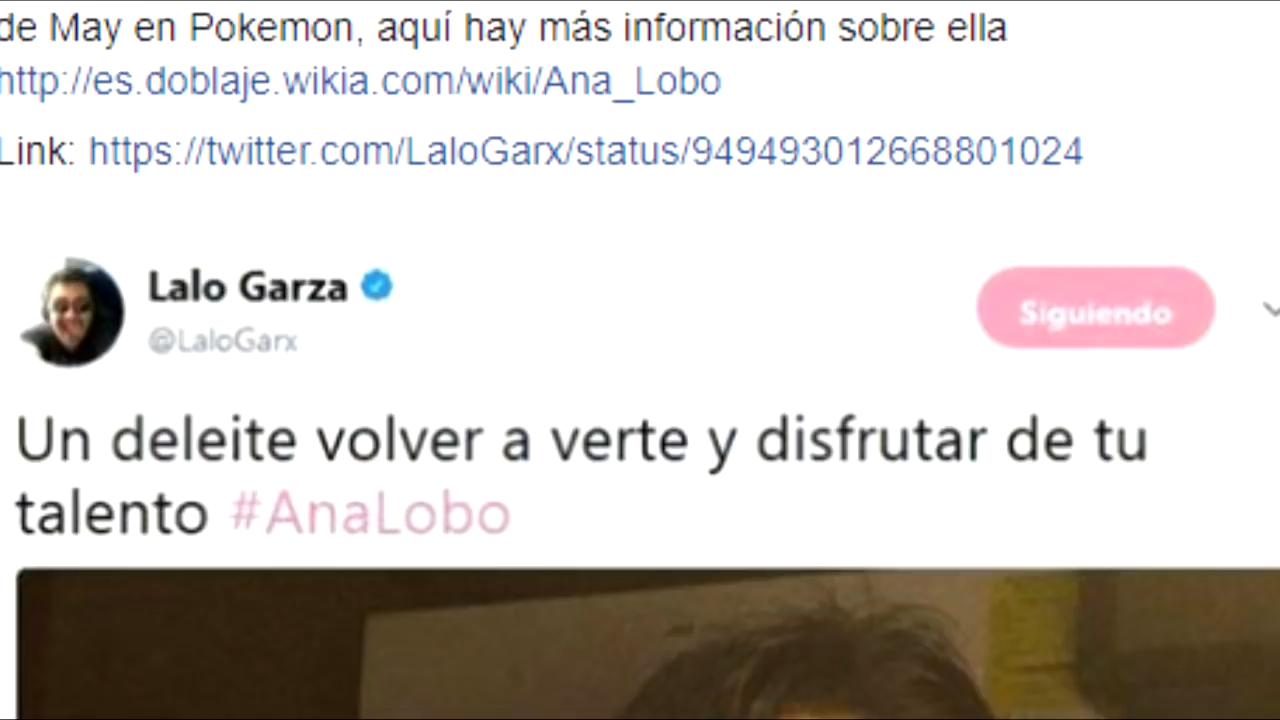 de May en Pokemon, aquí hay más información sobre ella
http://es.doblaje.wikia.com/wiki/Ana_Lobo
Link: https://twitter.com/LaloGarx/status/949493012668801024
Lalo Garza
Siguiendo
@LaloGarx
Un deleite volver a verte y disfrutar de tu
talento #AnaLobo